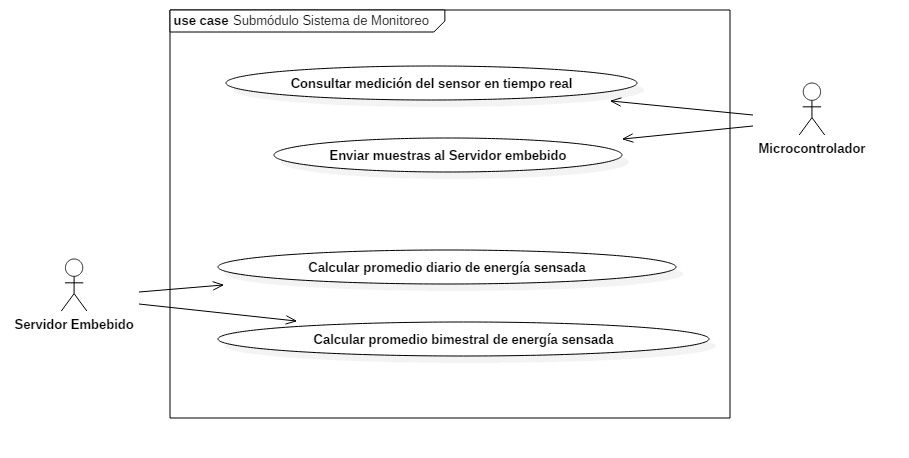 use case Submódulo Sistema de Monitoreo
Consultar medición del sensor en tiempo real
Microcontrolador
Enviar muestras al Servidor embebido
Calcular promedio diario de energía sensada
Servidor Embebido
Calcular promedio bimestral de energía sensada